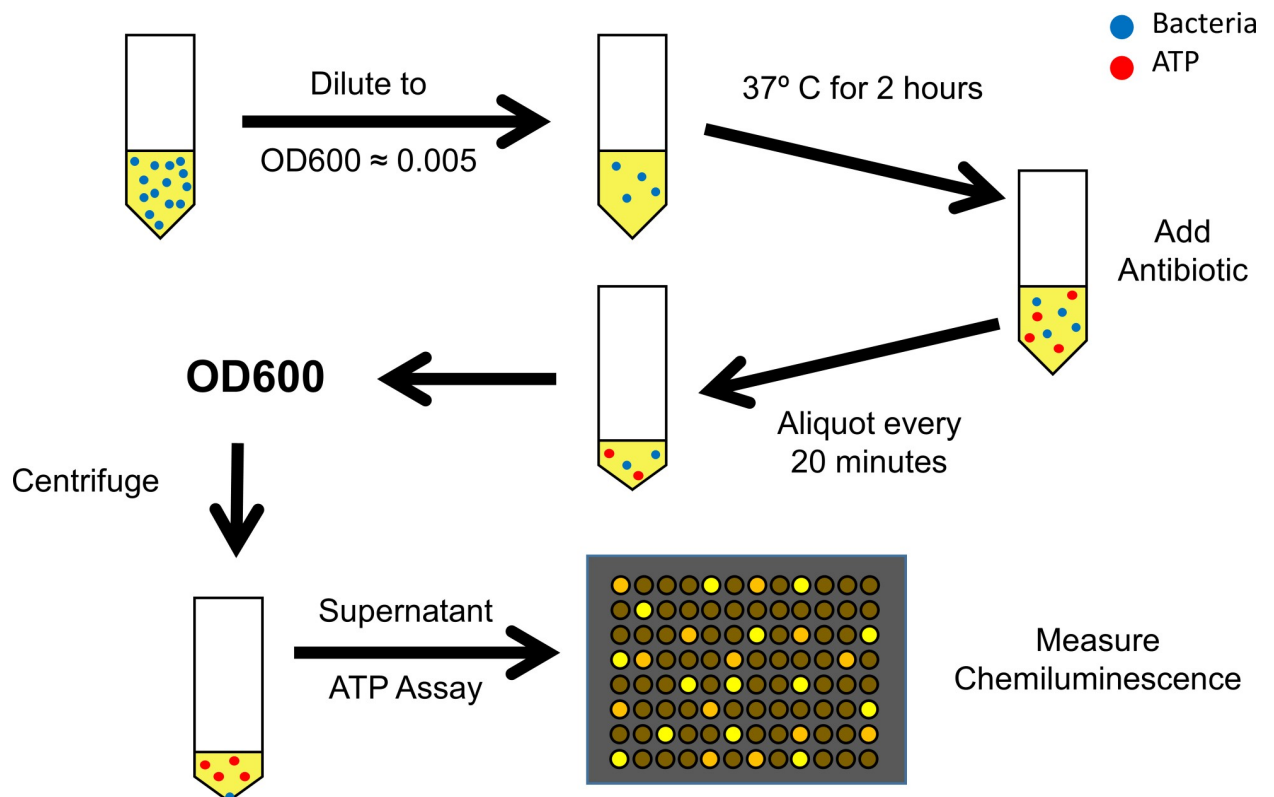 Bacteria
ATP
Dilute to
OD600 ≈ 0.005
37º C for 2 hours
Add
Antibiotic
Aliquot every
20 minutes
OD600
Centrifuge
Supernatant
ATP Assay
Measure
Chemiluminescence